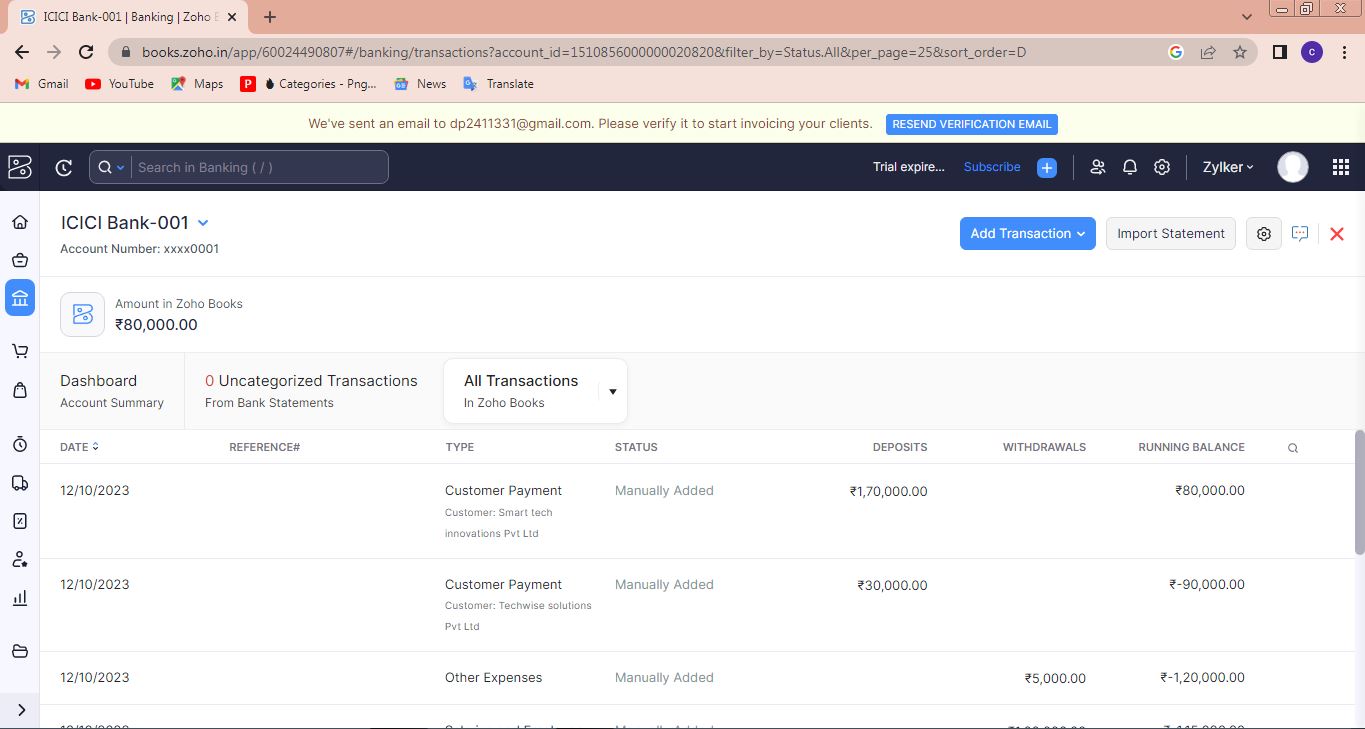 ICICI Bank-001 | Banking | Zoho
books.zoho.in/app/60024490807#/banking/transactions?account_id=1510856000000020820&filter_by=Status.All&per_page=25&sort_order=D
C
Gmail YouTube Maps Categories - Png... News Translate
We've sent an email to dp2411331@gmail.com. Please verify it to start invoicing your clients. RESEND VERIFICATION EMAIL
Search in Banking ( / ) Trial expire... Subscribe Zylker
ICICI Bank-001
Account Number: xxxx0001
Add Transaction Import Statement
Amount in Zoho Books
₹80,000.00
Dashboard 0 Uncategorized Transactions All Transactions
Account Summary From Bank Statements In Zoho Books
DATE REFERENCE# TYPE STATUS DEPOSITS WITHDRAWALS RUNNING BALANCE
12/10/2023 Customer Payment Manually Added ₹1,70,000.00 ₹80,000.00
Customer: Smart tech
innovations Pvt Ltd
12/10/2023 Customer Payment Manually Added ₹30,000.00 ₹-90,000.00
Customer: Techwise solutions
Pvt Ltd
12/10/2023 Other Expenses Manually Added ₹5,000.00 ₹-1,20,000.00